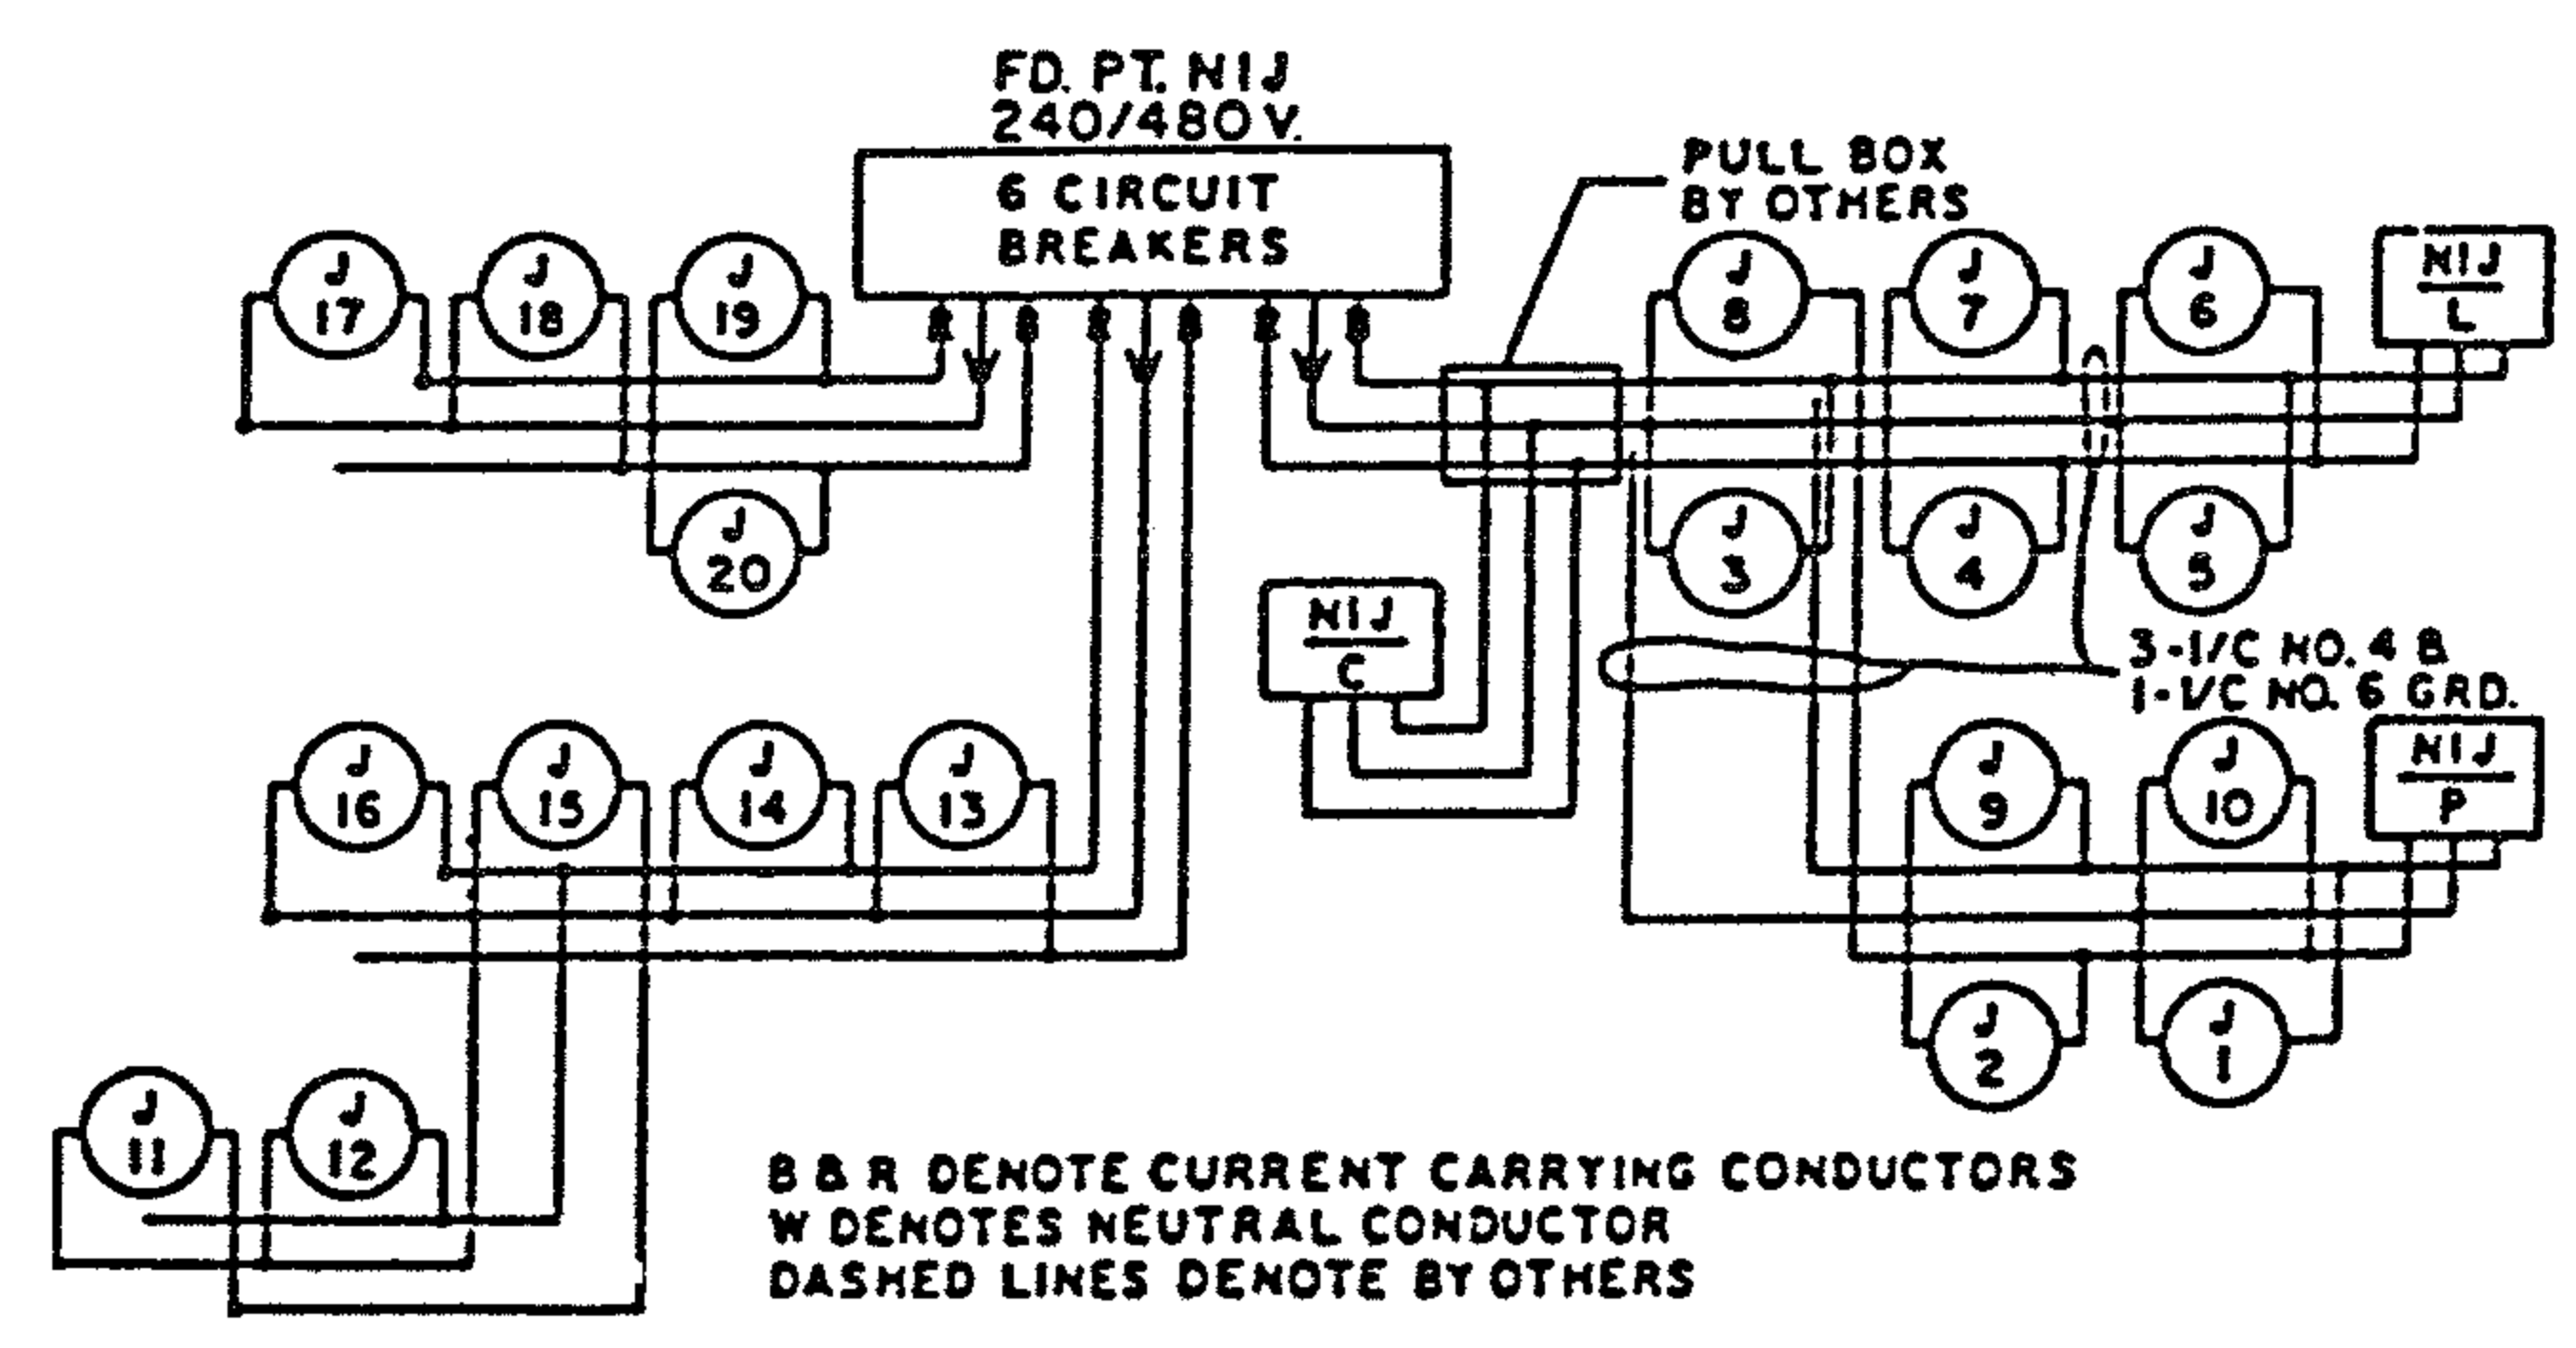 FD. PT. N1J
240/480 V.
6 CIRCUIT
BREAKERS
PULL BOX
BY OTHERS
J
17
J
18
J
19
R
B
R
B
R
B
J
8
J
7
J
6
N1J
L
J
20
J
3
J
4
J
5
N1J
C
3-1/C NO. 4 &
1-1/C NO. 6 GRD.
J
16
J
15
J
14
J
13
J
9
J
10
N1J
P
J
2
J
1
J
11
J
12
B & R DENOTE CURRENT CARRYING CONDUCTORS
W DENOTES NEUTRAL CONDUCTOR
DASHED LINES DENOTE BY OTHERS